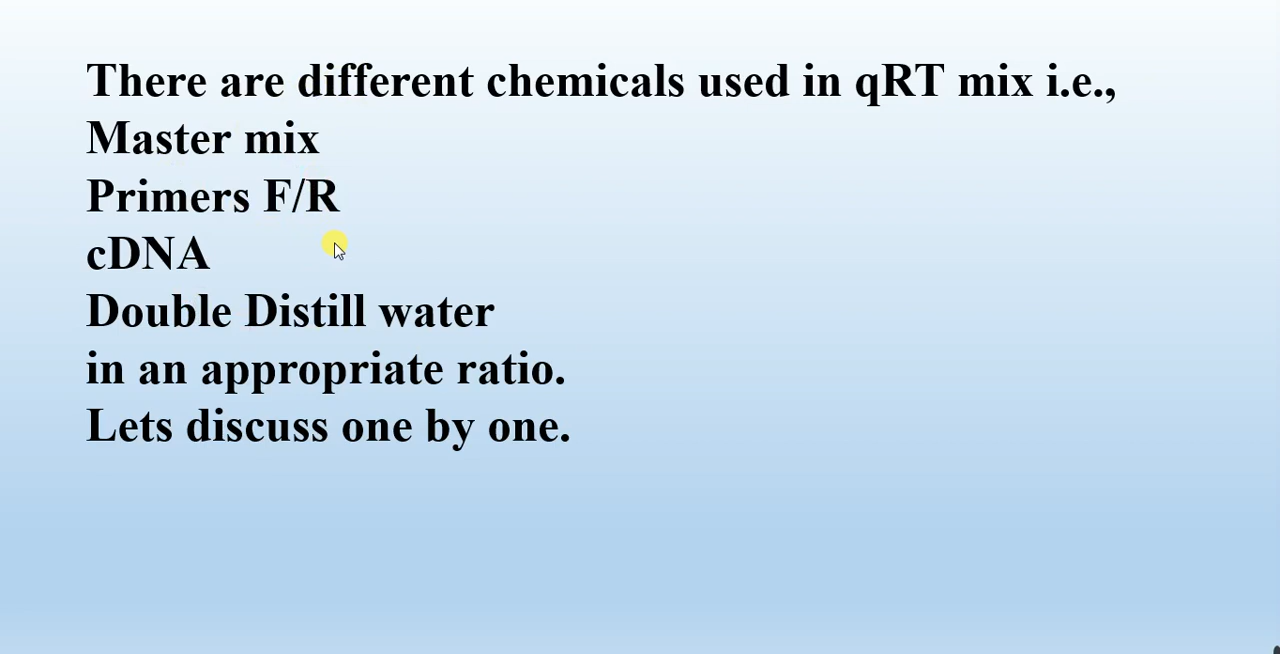 There are different chemicals used in qRT mix i.e.,
Master mix
Primers F/R
cDNA
Double Distill water
in an appropriate ratio.
Lets discuss one by one.